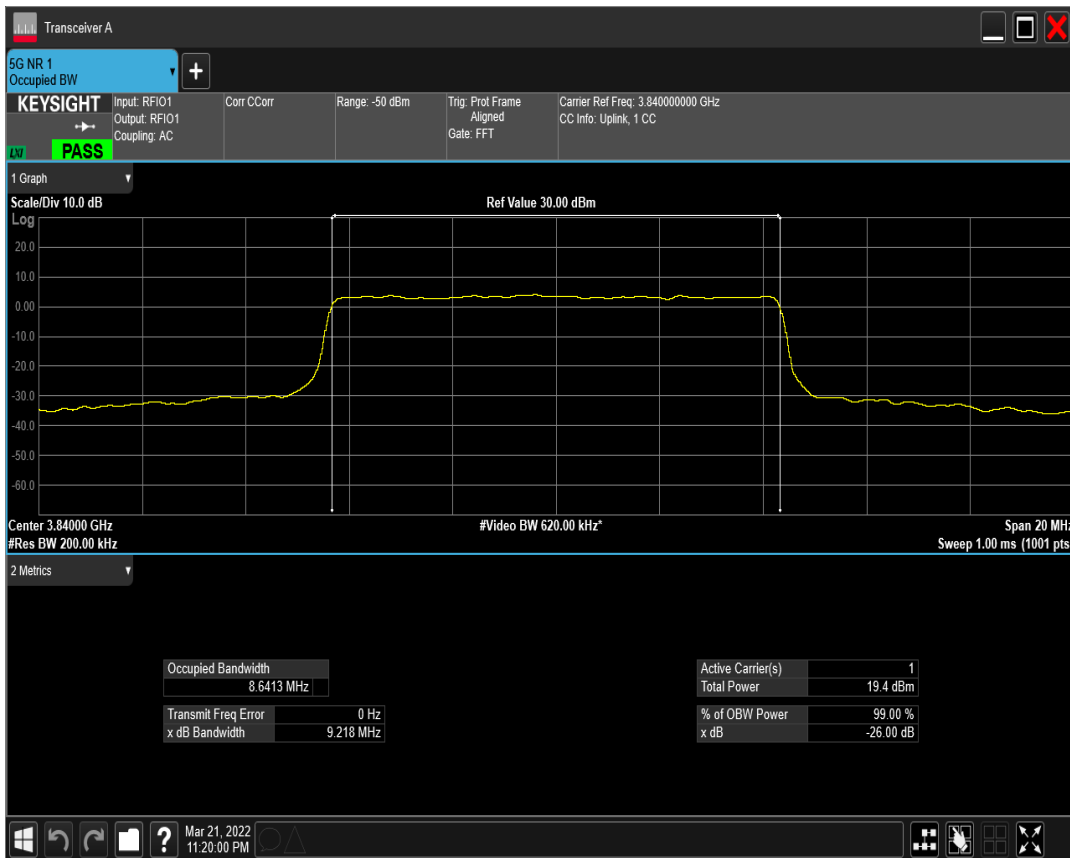 Transceiver A
5G NR 1
Occupied BW
+
KEYSIGHT
LXI
PASS
Input: RFIO1
Output: RFIO1
Coupling: AC
Corr CCorr
Range: -50 dBm
Trig: Prot Frame
Aligned
Gate: FFT
Carrier Ref Freq: 3.840000000 GHz
CC Info: Uplink, 1 CC
1 Graph
Scale/Div 10.0 dB
Ref Value 30.00 dBm
Log
20.0
10.0
0.00
-10.0
-20.0
-30.0
-40.0
-50.0
-60.0
Center 3.84000 GHz
#Video BW 620.00 kHz*
Span 20 MHz
#Res BW 200.00 kHz
Sweep 1.00 ms (1001 pts
2 Metrics
Occupied Bandwidth
8.6413 MHz
Transmit Freq Error 0 Hz
x dB Bandwidth 9.218 MHz
Active Carrier(s) 1
Total Power 19.4 dBm
% of OBW Power 99.00 %
x dB -26.00 dB
?
Mar 21, 2022
11:20:00 PM